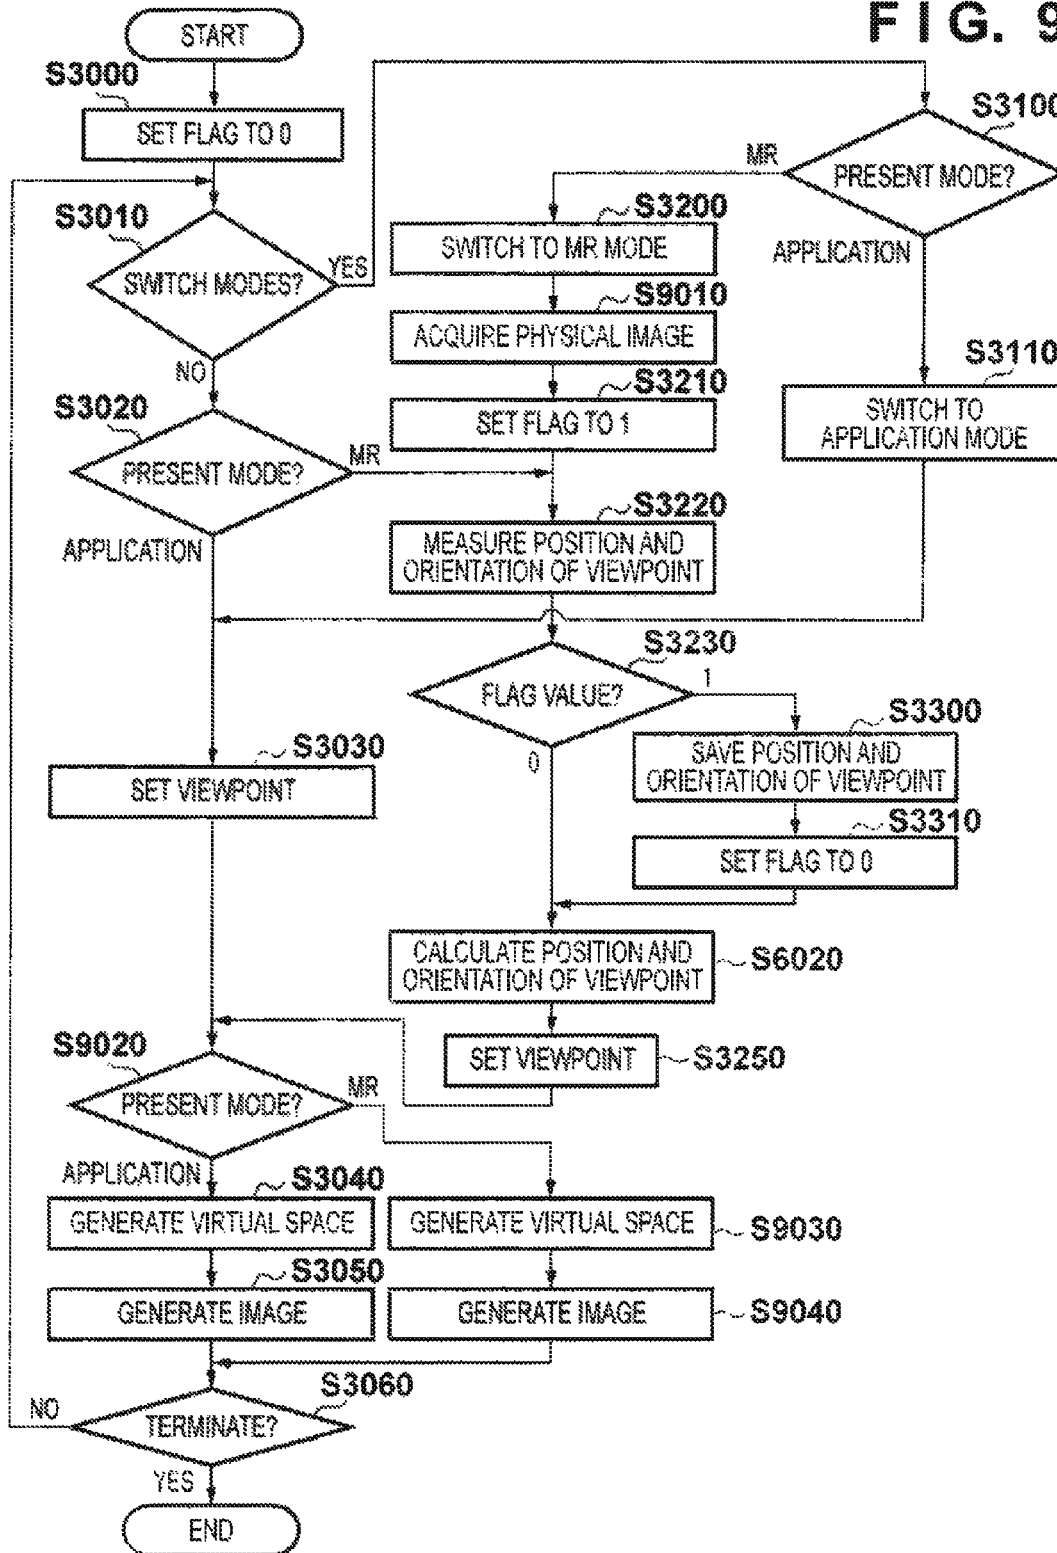 FIG. 9
START
S3000
SET FLAG TO 0
S3010
SWITCH MODES?
YES
NO
S3100
PRESENT MODE?
MR
APPLICATION
S3200
SWITCH TO MR MODE
S9010
ACQUIRE PHYSICAL IMAGE
S3210
SET FLAG TO 1
S3110
SWITCH TO
APPLICATION MODE
S3020
PRESENT MODE?
MR
APPLICATION
S3220
MEASURE POSITION AND
ORIENTATION OF VIEWPOINT
S3230
FLAG VALUE?
1
0
S3300
SAVE POSITION AND
ORIENTATION OF VIEWPOINT
S3310
SET FLAG TO 0
S3030
SET VIEWPOINT
CALCULATE POSITION AND
ORIENTATION OF VIEWPOINT
S6020
SET VIEWPOINT
S3250
S9020
PRESENT MODE?
MR
APPLICATION
S3040
GENERATE VIRTUAL SPACE
GENERATE VIRTUAL SPACE
S9030
S3050
GENERATE IMAGE
GENERATE IMAGE
S9040
S3060
TERMINATE?
NO
YES
END